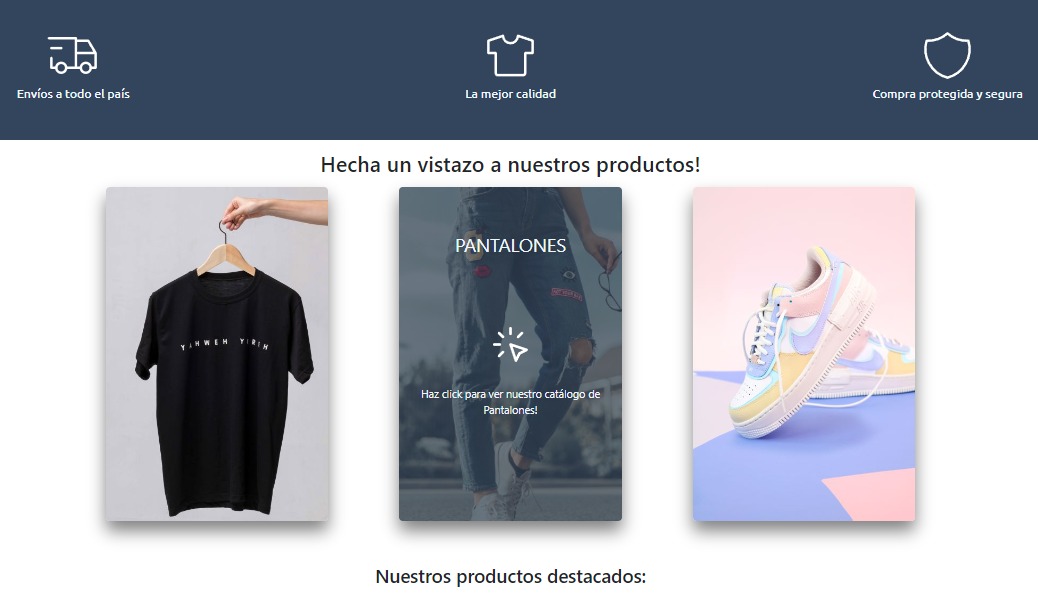 Envíos a todo el país
La mejor calidad
Compra protegida y segura
Hecha un vistazo a nuestros productos!
YAHWEH YIREH
PANTALONES
Haz click para ver nuestro catálogo de
Pantalones!
Nuestros productos destacados: